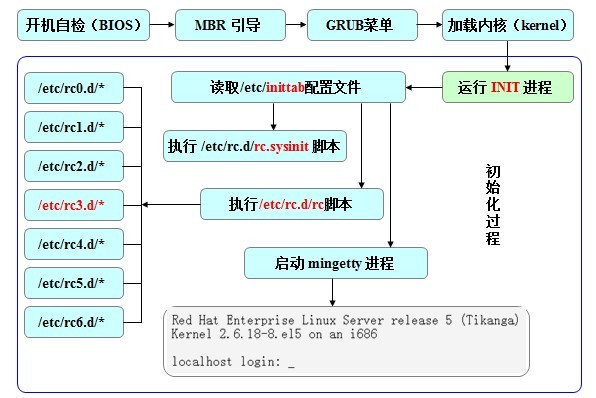 开机自检（BIOS）
MBR 引导
GRUB菜单
加载内核（kernel）
运行 INIT 进程
读取/etc/inittab配置文件
执行 /etc/rc.d/rc.sysinit 脚本
执行/etc/rc.d/rc脚本
启动 mingetty 进程
初始化过程
/etc/rc0.d/*
/etc/rc1.d/*
/etc/rc2.d/*
/etc/rc3.d/*
/etc/rc4.d/*
/etc/rc5.d/*
/etc/rc6.d/*
Red Hat Enterprise Linux Server release 5 (Tikanga)
Kernel 2.6.18-8.el5 on an i686
localhost login: _